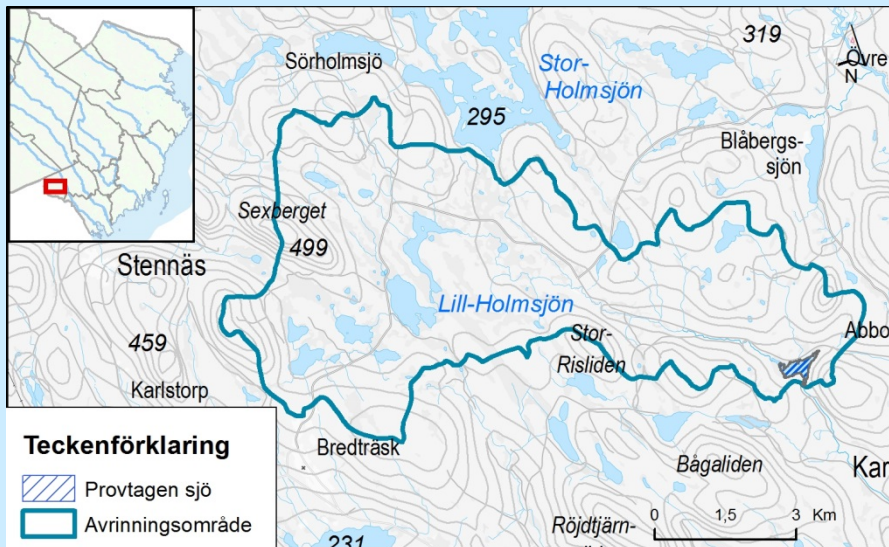 319
Övre
N
Sörholmsjö
Stor-
Holmsjön
295
Blåbergs-
sjön
Sexberget
499
Stennäs
Lill-Holmsjön
Abbo
Stor-
Risliden
459
Karlstorp
Bredträsk
Bågaliden
Kar
Röjdtjärn-
231
0 1,5 3 Km
Teckenförklaring
Provtagen sjö
Avrinningsområde